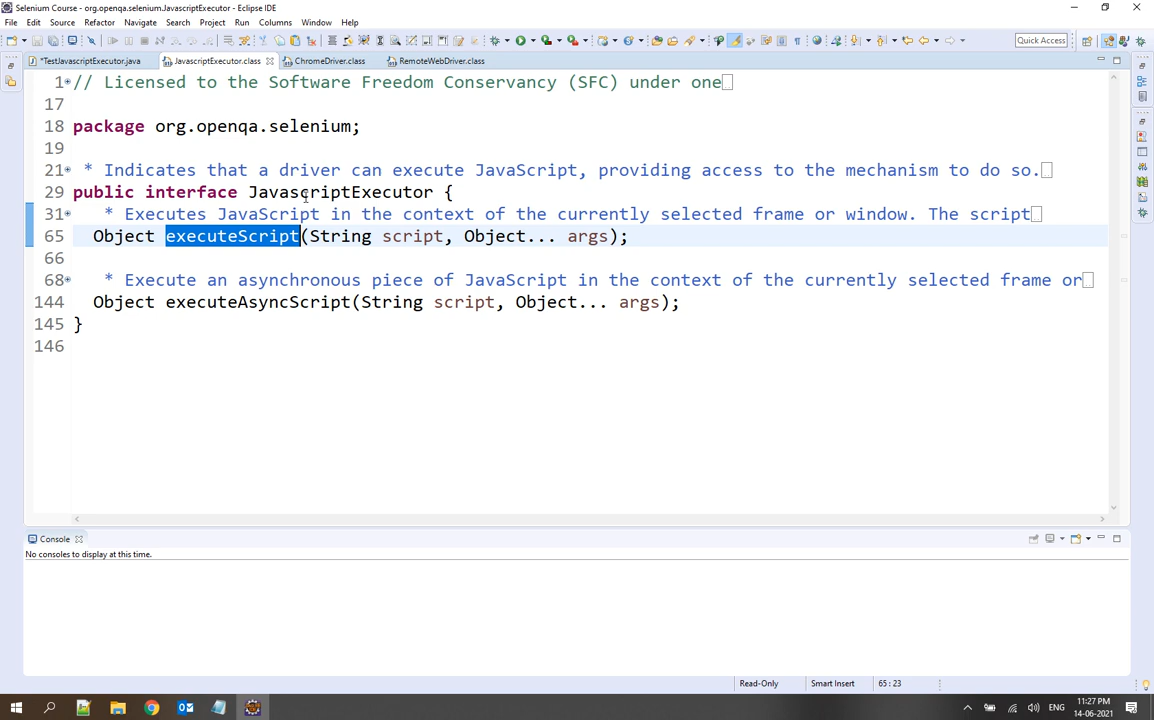 Selenium Course - org.openqa.selenium.JavascriptExecutor - Eclipse IDE
File Edit Source Refactor Navigate Search Project Run Columns Window Help
Quick Access
*TestJavascriptExecutor.java JavascriptExecutor.class ChromeDriver.class RemoteWebDriver.class
1 // Licensed to the Software Freedom Conservancy (SFC) under one
17
18 package org.openqa.selenium;
19
21 * Indicates that a driver can execute JavaScript, providing access to the mechanism to do so.
29 public interface JavascriptExecutor {
31 * Executes JavaScript in the context of the currently selected frame or window. The script
65 Object executeScript(String script, Object... args);
66
68 * Execute an asynchronous piece of JavaScript in the context of the currently selected frame or
144 Object executeAsyncScript(String script, Object... args);
145 }
146
Console
No consoles to display at this time.
Read-Only Smart Insert 65 : 23
ENG 11:27 PM
14-06-2021